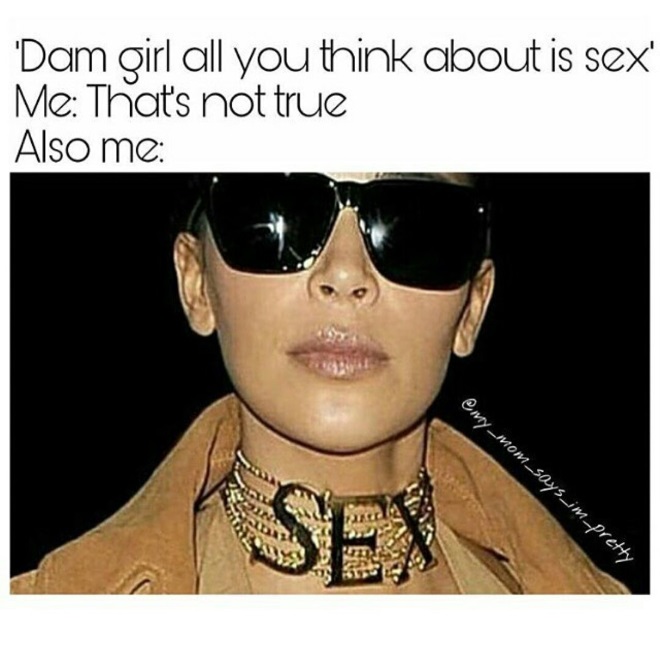 'Dam girl all you think about is sex'
Me: That's not true
Also me:
@my_mom_says_im_pretty
SEX